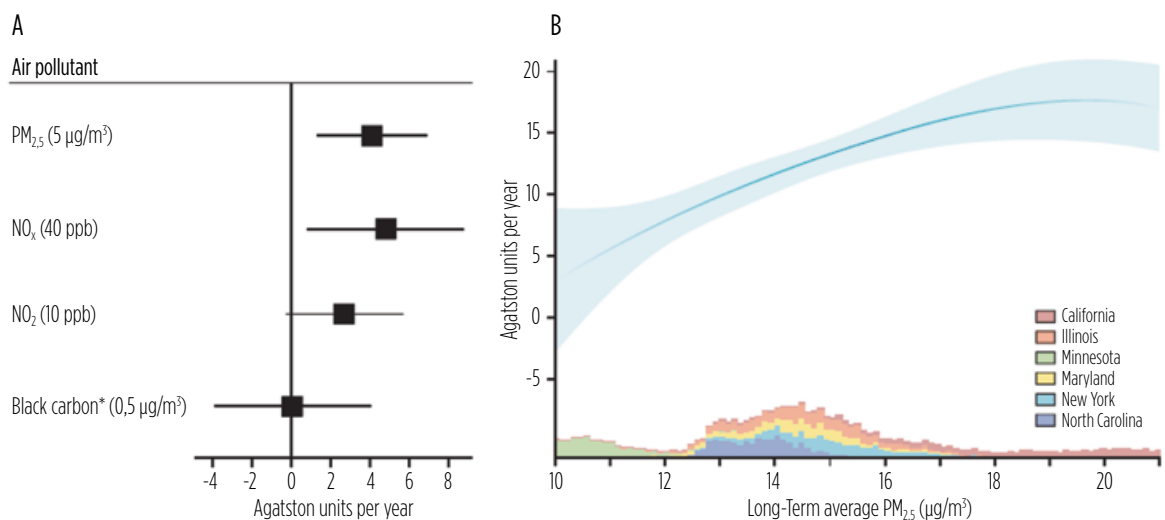 A
Air pollutant
PM2,5 (5 µg/m³)
NOx (40 ppb)
NO2 (10 ppb)
Black carbon* (0,5 µg/m³)
-4 -2 0 2 4 6 8
Agatston units per year
B
Agatston units per year
20
15
10
5
0
-5
California
Illinois
Minnesota
Maryland
New York
North Carolina
10 12 14 16 18 20
Long-Term average PM2,5 (µg/m³)